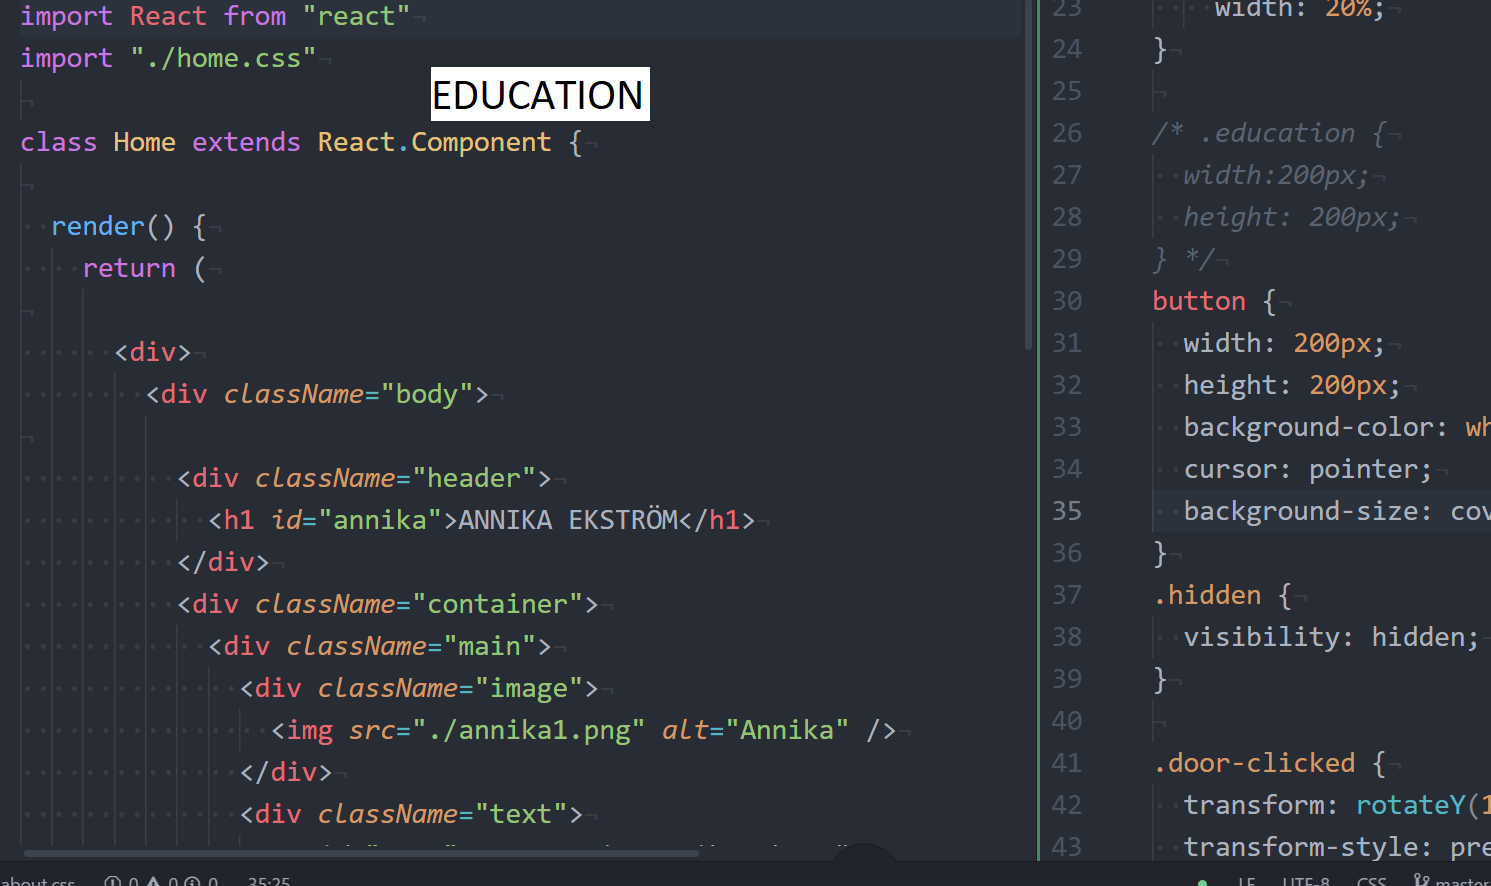 import React from "react"
import "./home.css"
EDUCATION
class Home extends React.Component {
render() {
return (
<div>
<div className="body">
<div className="header">
<h1 id="annika">ANNIKA EKSTRÖM</h1>
</div>
<div className="container">
<div className="main">
<div className="image">
<img src="./annika1.png" alt="Annika" />
</div>
<div className="text">
23 width: 20%;
24 }
25
26 /* .education {
27 width:200px;
28 height: 200px;
29 } */
30 button {
31 width: 200px;
32 height: 200px;
33 background-color: wh
34 cursor: pointer;
35 background-size: cov
36 }
37 .hidden {
38 visibility: hidden;
39 }
40
41 .door-clicked {
42 transform: rotateY(1
43 transform-style: pre
about.css 0 0 0 35:25 LF UTF-8 CSS master